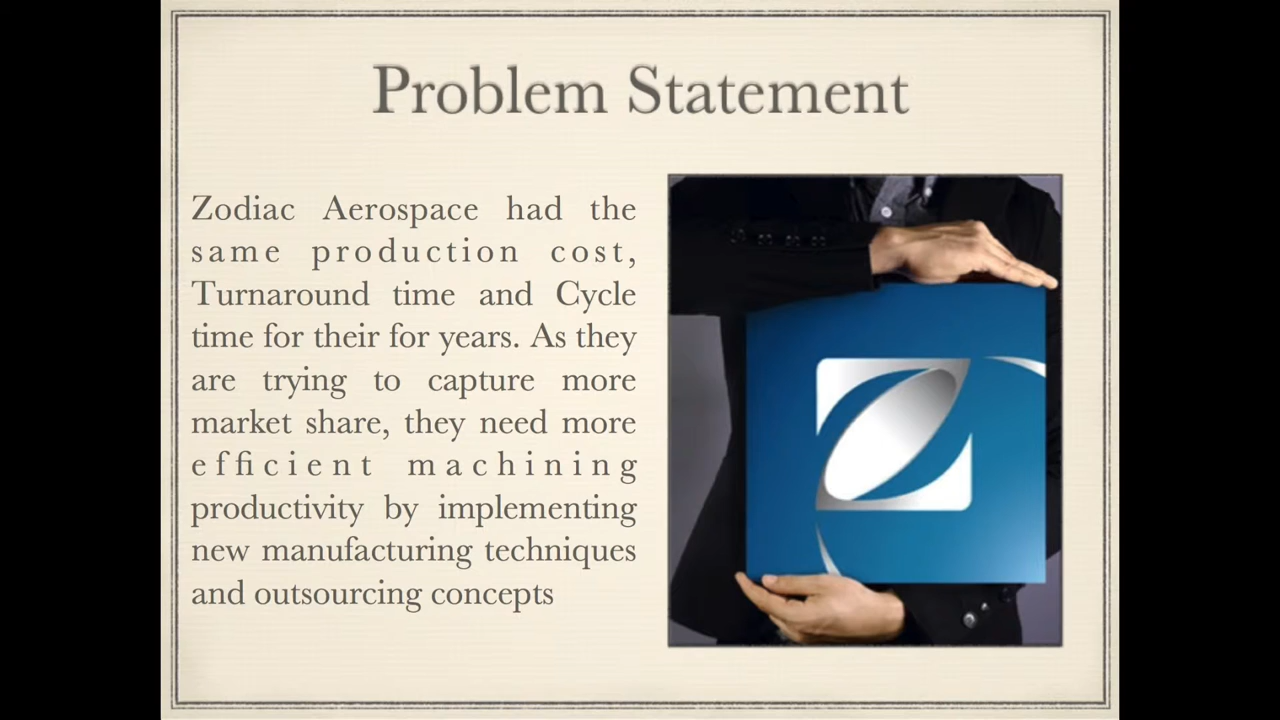 Problem Statement
Zodiac Aerospace had the
same production cost,
Turnaround time and Cycle
time for their for years. As they
are trying to capture more
market share, they need more
efficient machining
productivity by implementing
new manufacturing techniques
and outsourcing concepts